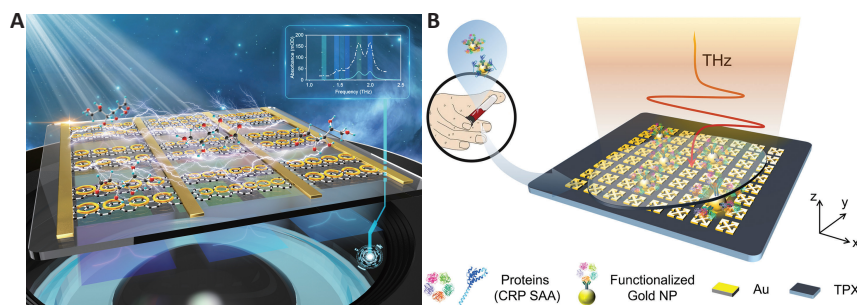 A
Absorbance (mOD)
200
150
100
50
0
1.0
1.5
2.0
2.5
Frequency (THz)
B
THz
z
y
x
Proteins
(CRP SAA)
Functionalized
Gold NP
Au
TPX